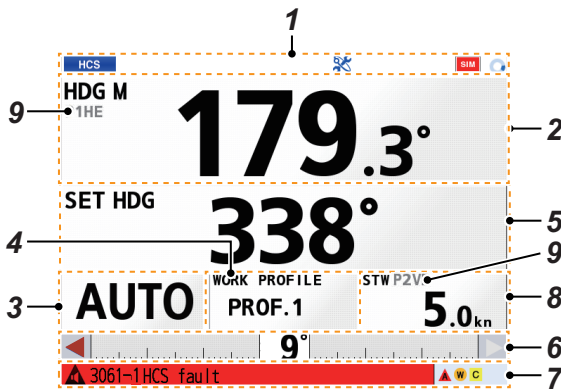 1
HCS
SIM
HDG M
1HE
179.3°
9
2
SET HDG
338°
5
4
9
WORK PROFILE
STW P2V
AUTO
PROF.1
5.0kn
3
8
9°
6
3061-1HCS fault
A W C
7